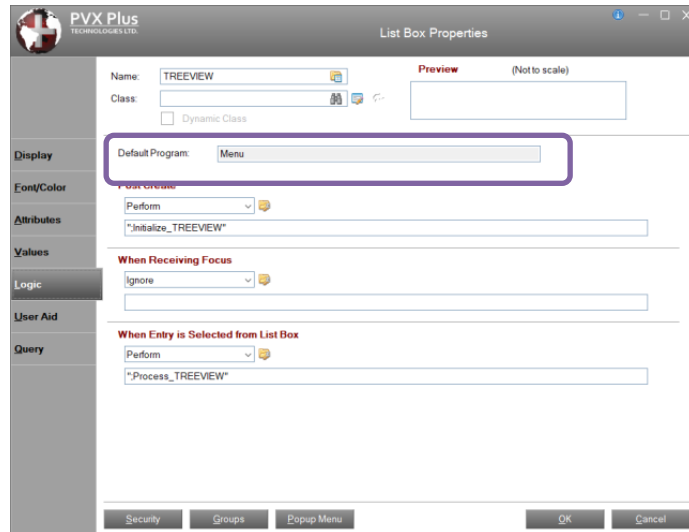 PVX Plus
TECHNOLOGIES LTD.
List Box Properties
Name: TREEVIEW
Preview (Not to scale)
Class:
Dynamic Class
Display
Default Program: Menu
Font/Color
Post Create
Attributes
Perform
";Initialize_TREEVIEW"
Values
When Receiving Focus
Logic
Ignore
User Aid
When Entry is Selected from List Box
Query
Perform
";Process_TREEVIEW"
Security Groups Popup Menu OK Cancel